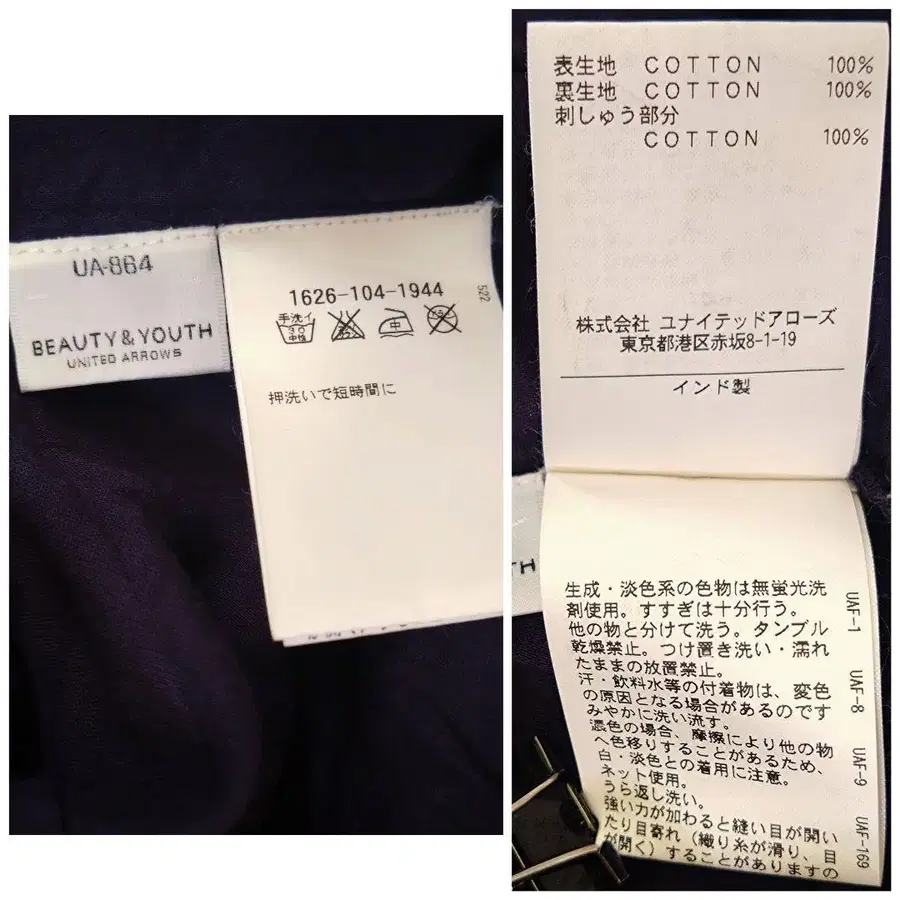 UA-864
BEAUTY&YOUTH
UNITED ARROWS
1626-104-1944
522
手洗イ
30
中性
中
押洗いで短時間に
表生地 COTTON 100%
裏生地 COTTON 100%
刺しゅう部分
COTTON 100%
株式会社 ユナイテッドアローズ
東京都港区赤坂8-1-19
インド製
TH
生成・淡色系の色物は無蛍光洗
剤使用。すすぎは十分行う。
他の物と分けて洗う。タンブル
乾燥禁止。つけ置き洗い・濡れ
たままの放置禁止。
汗・飲料水等の付着物は、変色
の原因となる場合があるのです
みやかに洗い流す。
濃色の場合、摩擦により他の物
へ色移りすることがあるため、
白・淡色との着用に注意。
ネット使用。
うら返し洗い。
強い力が加わると縫い目が開い
たり目寄れ(織り糸が滑り、目
が開く)することがありますの
UAF-1
UAF-8
UAF-9
UAF-169